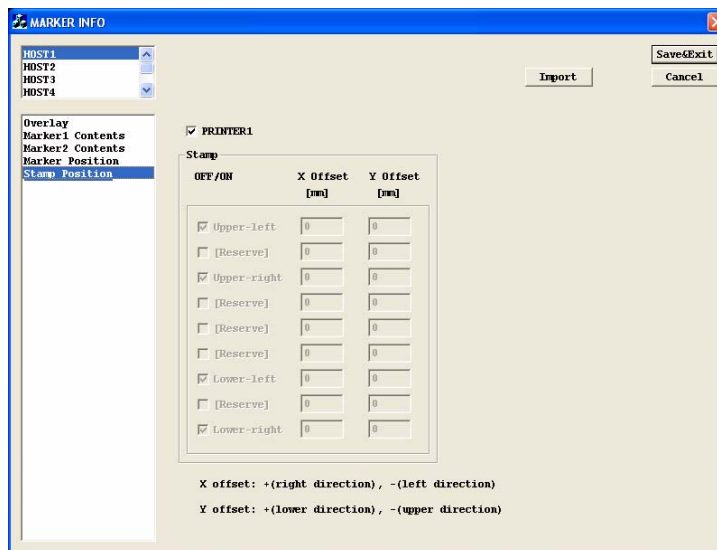 MARKER INFO
HOST1
HOST2
HOST3
HOST4
Save&Exit
Import
Cancel
Overlay
Marker1 Contents
Marker2 Contents
Marker Position
Stamp Position
PRINTER1
Stamp
OFF/ON X Offset Y Offset
[mm] [mm]
Upper-left 0 0
[Reserve] 0 0
Upper-right 0 0
[Reserve] 0 0
[Reserve] 0 0
[Reserve] 0 0
Lower-left 0 0
[Reserve] 0 0
Lower-right 0 0
X offset: +(right direction), -(left direction)
Y offset: +(lower direction), -(upper direction)